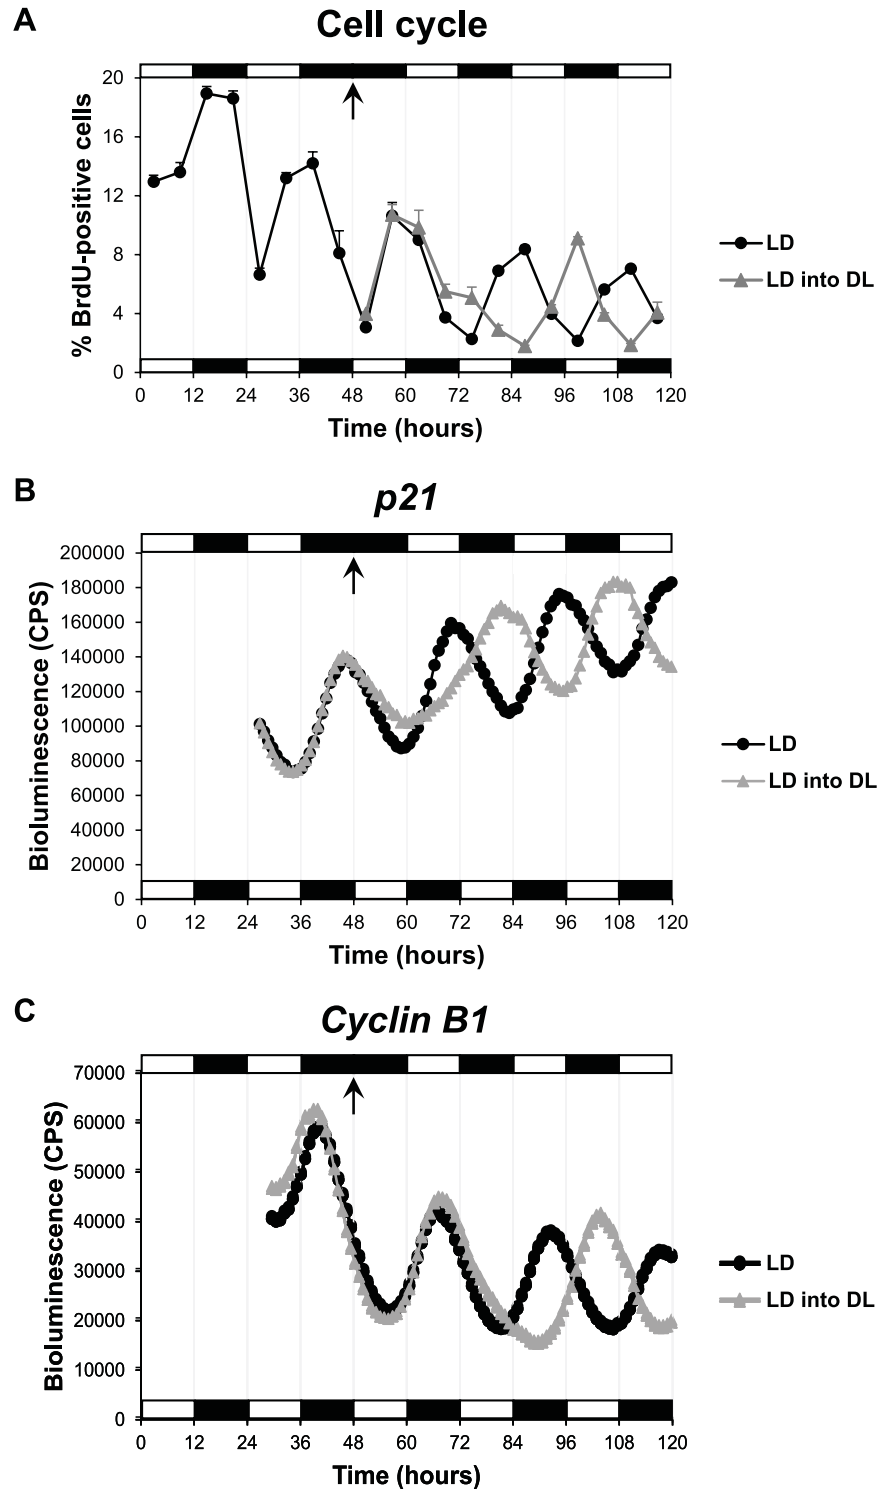 A
Cell cycle
% BrdU-positive cells
20
16
12
8
4
0
0 12 24 36 48 60 72 84 96 108 120
Time (hours)
LD
LD into DL
B
p21
Bioluminescence (CPS)
200000
180000
160000
140000
120000
100000
80000
60000
40000
20000
0
0 12 24 36 48 60 72 84 96 108 120
Time (hours)
LD
LD into DL
C
Cyclin B1
Bioluminescence (CPS)
70000
60000
50000
40000
30000
20000
10000
0
0 12 24 36 48 60 72 84 96 108 120
Time (hours)
LD
LD into DL